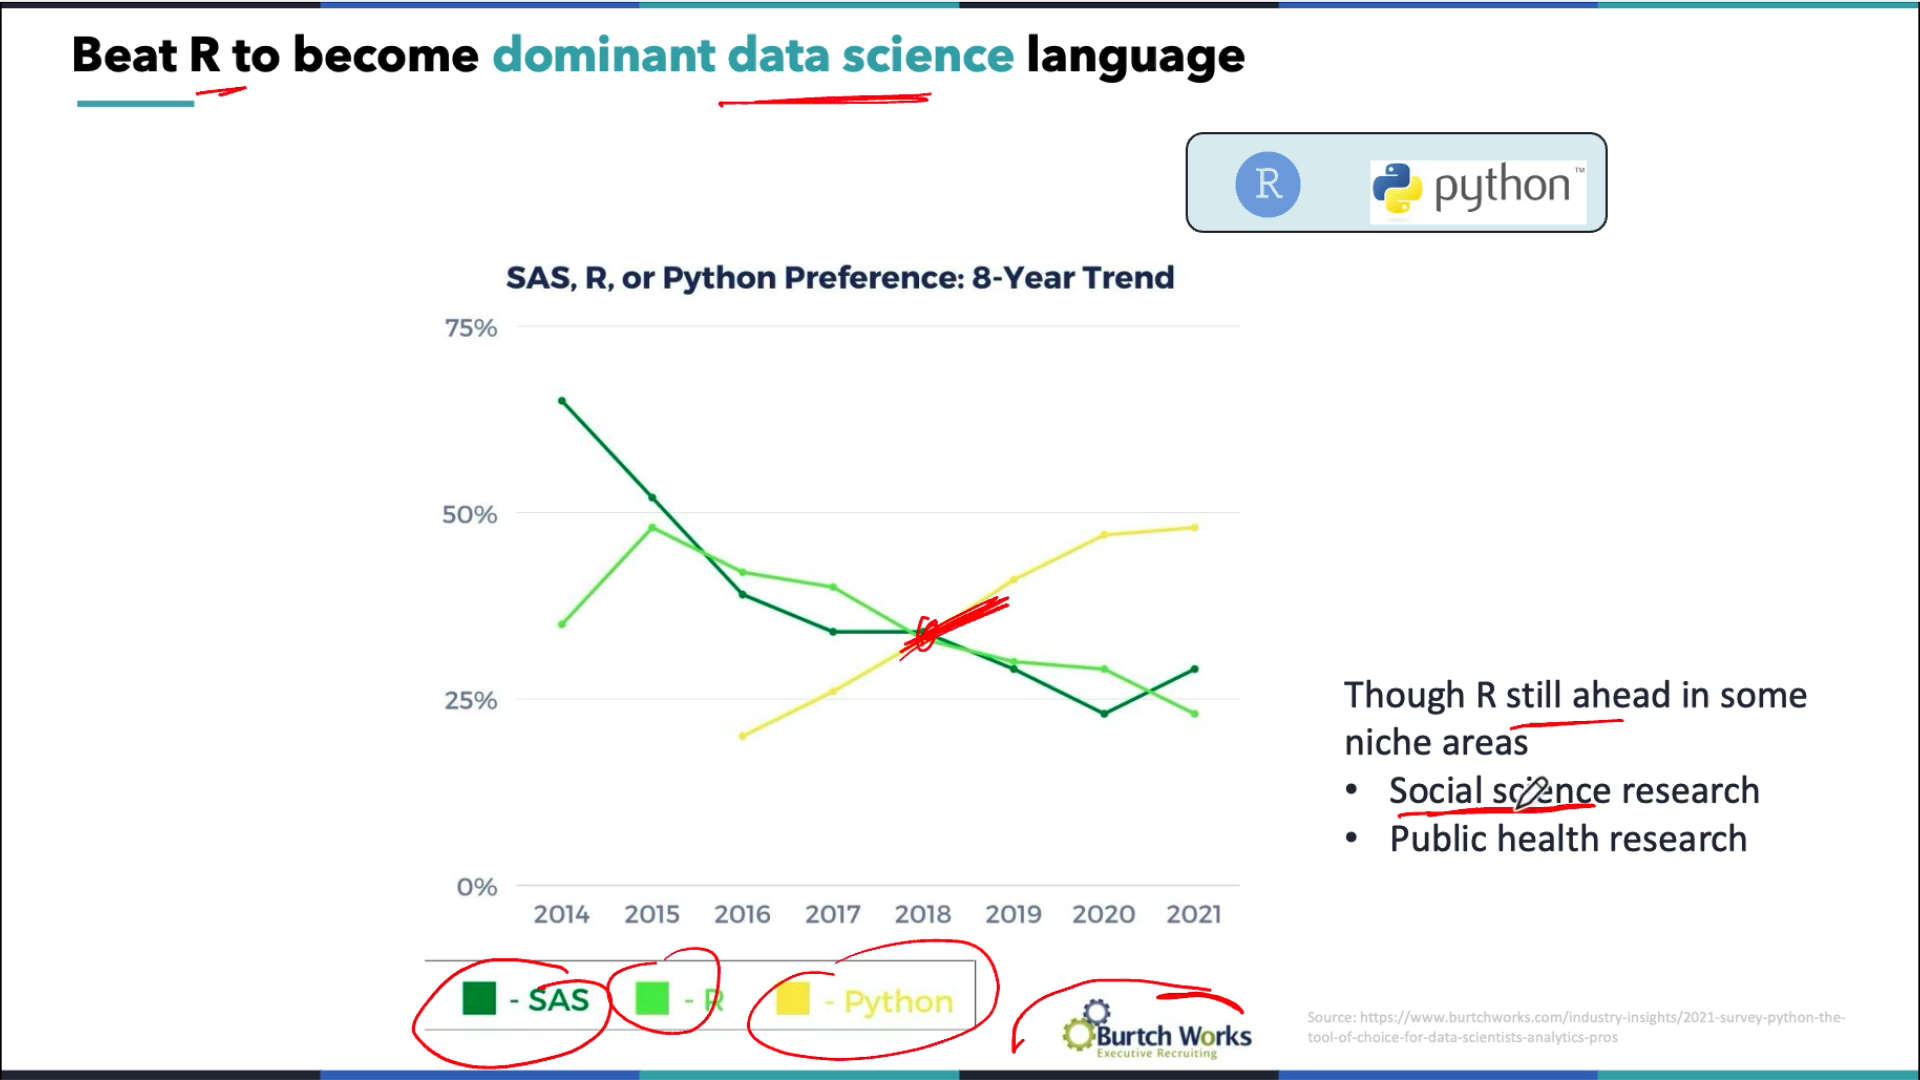 Beat R to become dominant data science language
R
python™
SAS, R, or Python Preference: 8-Year Trend
75%
50%
25%
0%
2014 2015 2016 2017 2018 2019 2020 2021
- SAS - R - Python
Burtch Works
Executive Recruiting
Though R still ahead in some
niche areas
• Social science research
• Public health research
Source: https://www.burtchworks.com/industry-insights/2021-survey-python-the-
tool-of-choice-for-data-scientists-analytics-pros